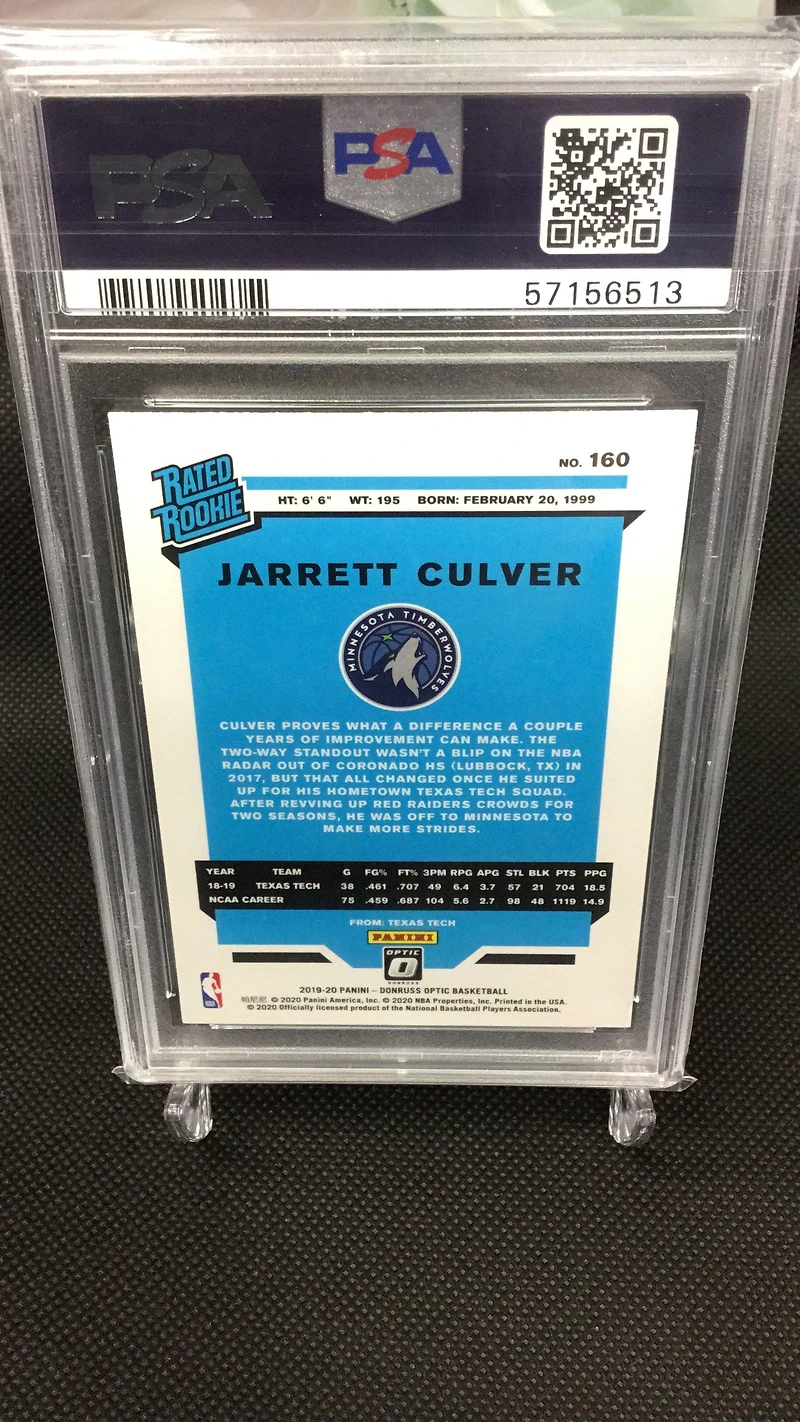 PSA
PSA
57156513
NO. 160
RATED
ROOKIE
HT: 6' 6" WT: 195 BORN: FEBRUARY 20, 1999
JARRETT CULVER
MINNESOTA TIMBERWOLVES
CULVER PROVES WHAT A DIFFERENCE A COUPLE
YEARS OF IMPROVEMENT CAN MAKE. THE
TWO-WAY STANDOUT WASN'T A BLIP ON THE NBA
RADAR OUT OF CORONADO HS (LUBBOCK, TX) IN
2017, BUT THAT ALL CHANGED ONCE HE SUITED
UP FOR HIS HOMETOWN TEXAS TECH SQUAD.
AFTER REVVING UP RED RAIDERS CROWDS FOR
TWO SEASONS, HE WAS OFF TO MINNESOTA TO
MAKE MORE STRIDES.
YEAR TEAM G FG% FT% 3PM RPG APG STL BLK PTS PPG
18-19 TEXAS TECH 38 .461 .707 49 6.4 3.7 57 21 704 18.5
NCAA CAREER 75 .459 .687 104 5.6 2.7 98 48 1119 14.9
FROM: TEXAS TECH
PANINI
OPTIC
DONRUSS
NBA
2019-20 PANINI – DONRUSS OPTIC BASKETBALL
帕尼尼 © 2020 Panini America, Inc. © 2020 NBA Properties, Inc. Printed in the USA.
© 2020 Officially licensed product of the National Basketball Players Association.